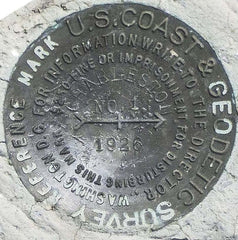 U.S. COAST & GEODETIC SURVEY REFERENCE MARK
FOR INFORMATION WRITE TO THE DIRECTOR, WASHINGTON D.C.
FINE OR IMPRISONMENT FOR DISTURBING THIS MARK.
NO. 1
1926